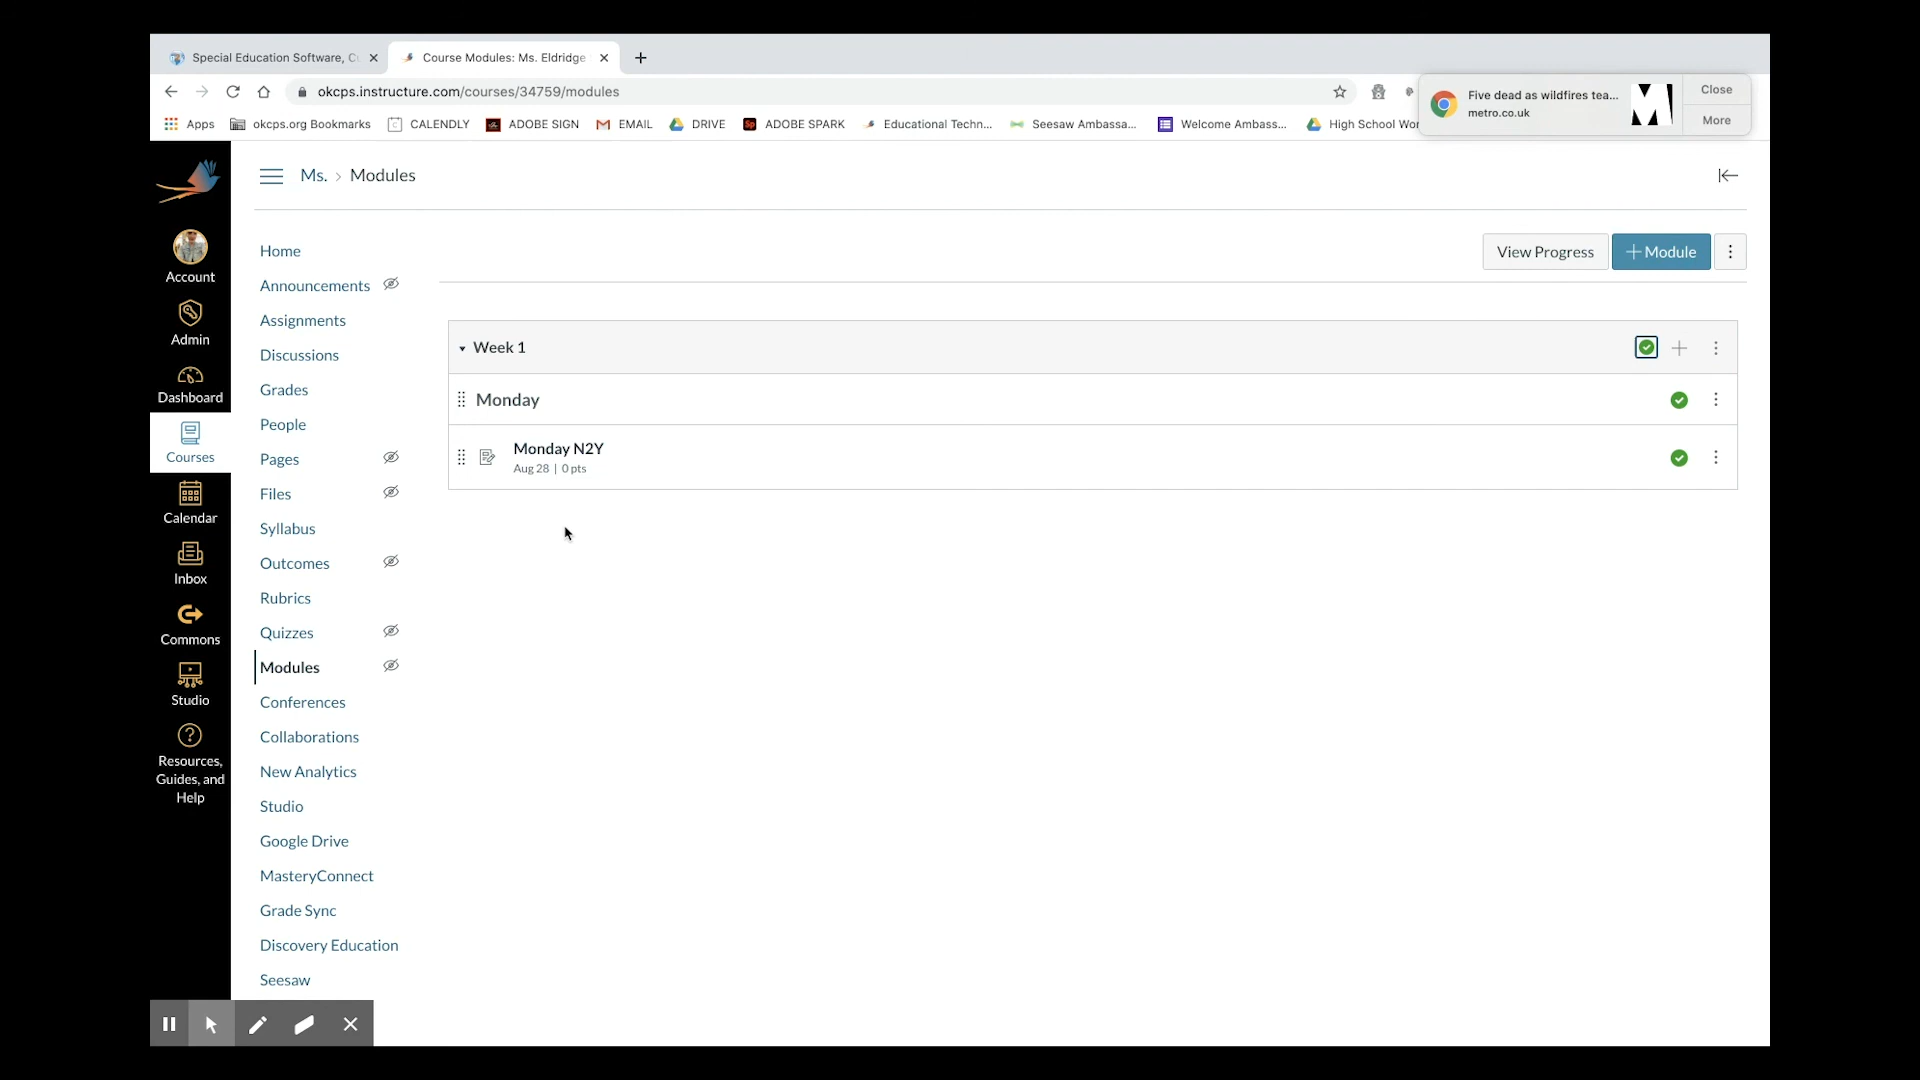 Special Education Software, C
Course Modules: Ms. Eldridge
okcps.instructure.com/courses/34759/modules
Five dead as wildfires tea...
metro.co.uk
Close
More
Apps
okcps.org Bookmarks
CALENDLY
ADOBE SIGN
EMAIL
DRIVE
ADOBE SPARK
Educational Techn...
Seesaw Ambassa...
Welcome Ambass...
High School Wor
Ms. > Modules
Account
Admin
Dashboard
Courses
Calendar
Inbox
Commons
Studio
Resources,
Guides, and
Help
Home
Announcements
Assignments
Discussions
Grades
People
Pages
Files
Syllabus
Outcomes
Rubrics
Quizzes
Modules
Conferences
Collaborations
New Analytics
Studio
Google Drive
MasteryConnect
Grade Sync
Discovery Education
Seesaw
View Progress
+ Module
Week 1
Monday
Monday N2Y
Aug 28 | 0 pts